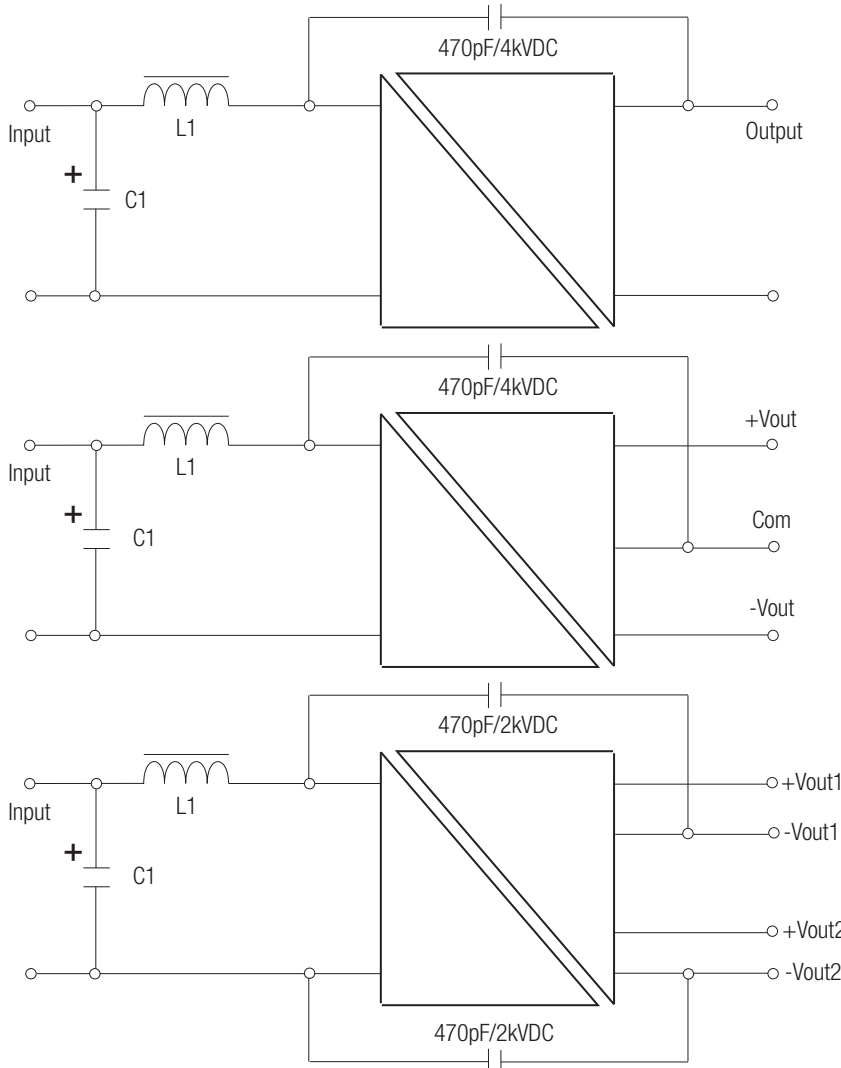 470pF/4kVDC
Input
L1
Output
+
C1
470pF/4kVDC
+Vout
Input
L1
Com
+
C1
-Vout
470pF/2kVDC
+Vout1
Input
L1
-Vout1
+
C1
+Vout2
-Vout2
470pF/2kVDC